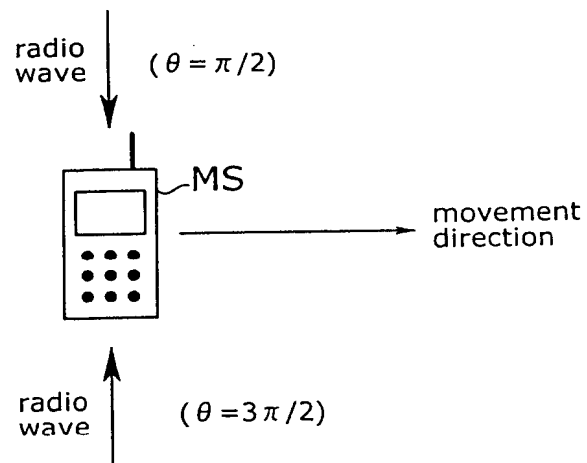 radio
wave
(θ=π/2)
MS
movement
direction
radio
wave
(θ=3π/2)